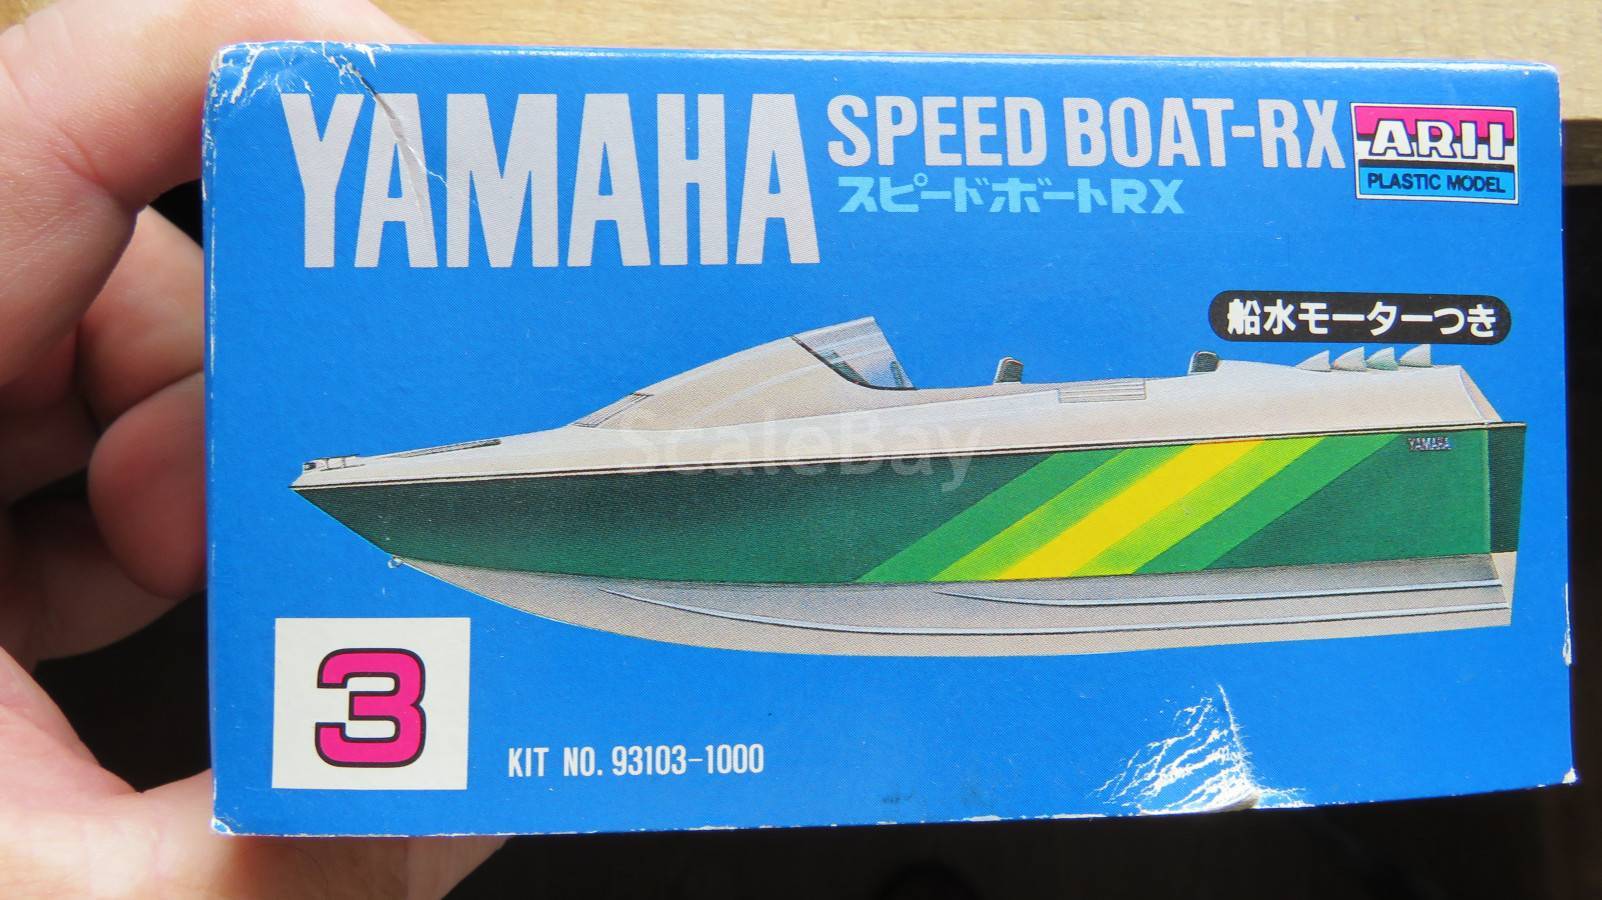 YAMAHA
SPEED BOAT-RX
スピードボートRX
ARII
PLASTIC MODEL
船水モーターつき
YAMAHA
ScaleBay
3
KIT NO. 93103-1000